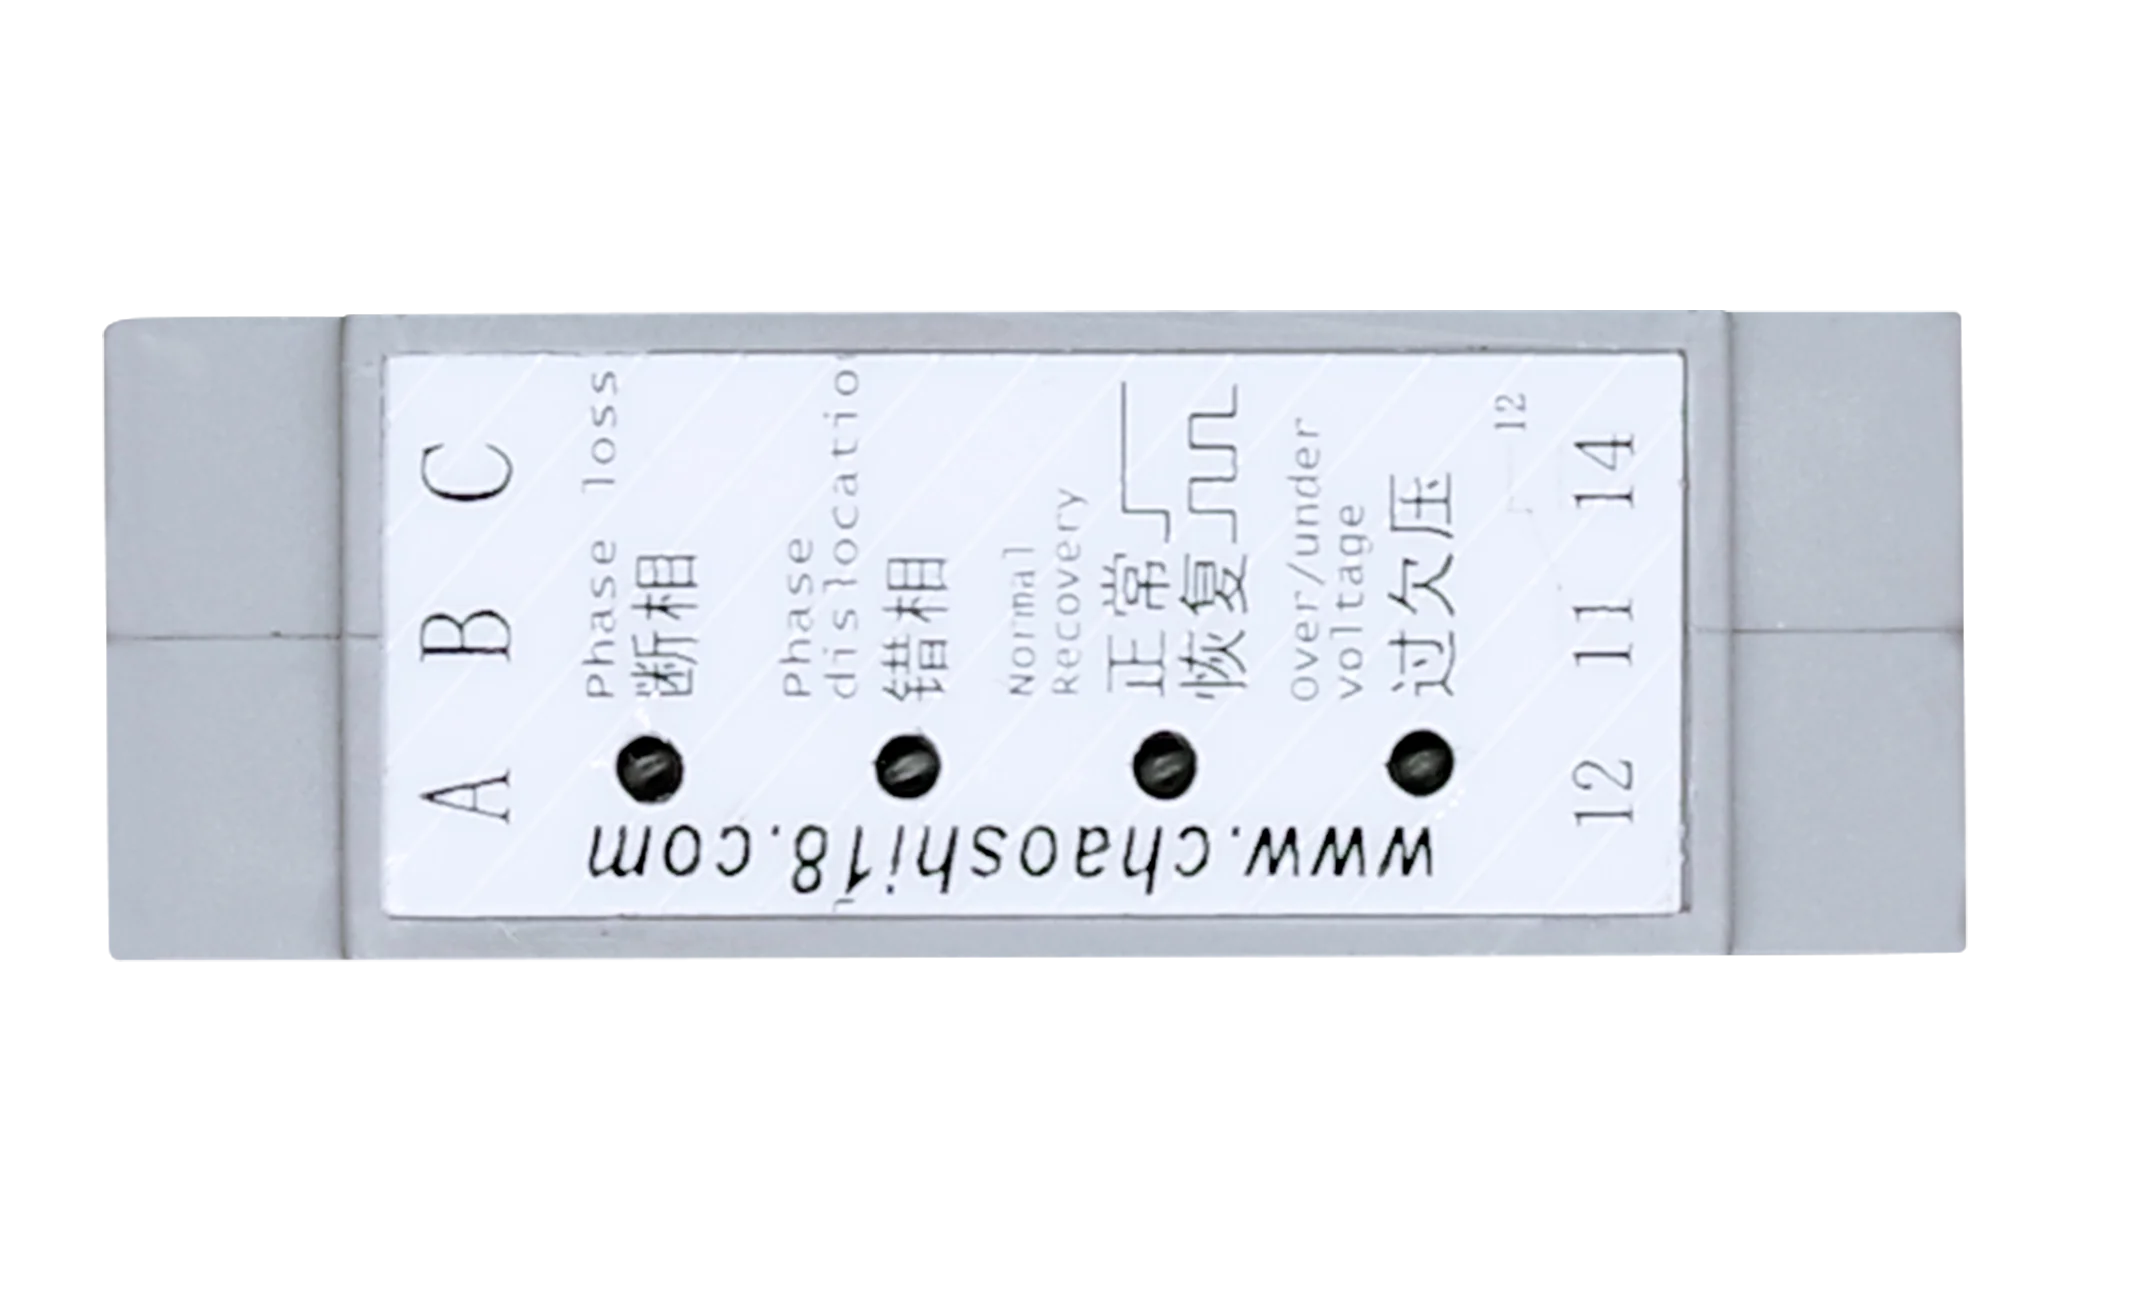 A B C
Phase loss
断相
Phase
dislocatio
错相
Normal
Recovery
正常
恢复
Over/under
voltage
过欠压
12
12 11 14
www.chaoshi18.com